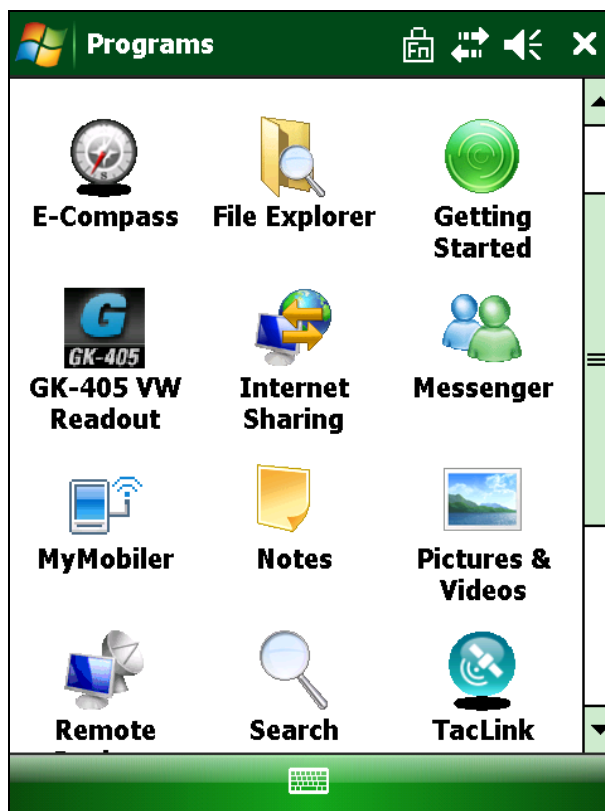 Programs
Fn
E-Compass
File Explorer
Getting
Started
G
GK-405
GK-405 VW
Readout
Internet
Sharing
Messenger
MyMobiler
Notes
Pictures &
Videos
Remote
Search
TacLink